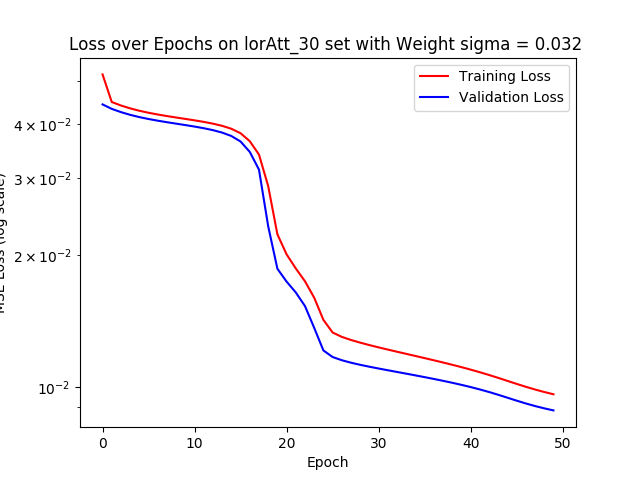 Loss over Epochs on lorAtt_30 set with Weight sigma = 0.032
Training Loss
Validation Loss
4 × 10⁻²
3 × 10⁻²
2 × 10⁻²
10⁻²
MSE Loss (log scale)
0 10 20 30 40 50
Epoch